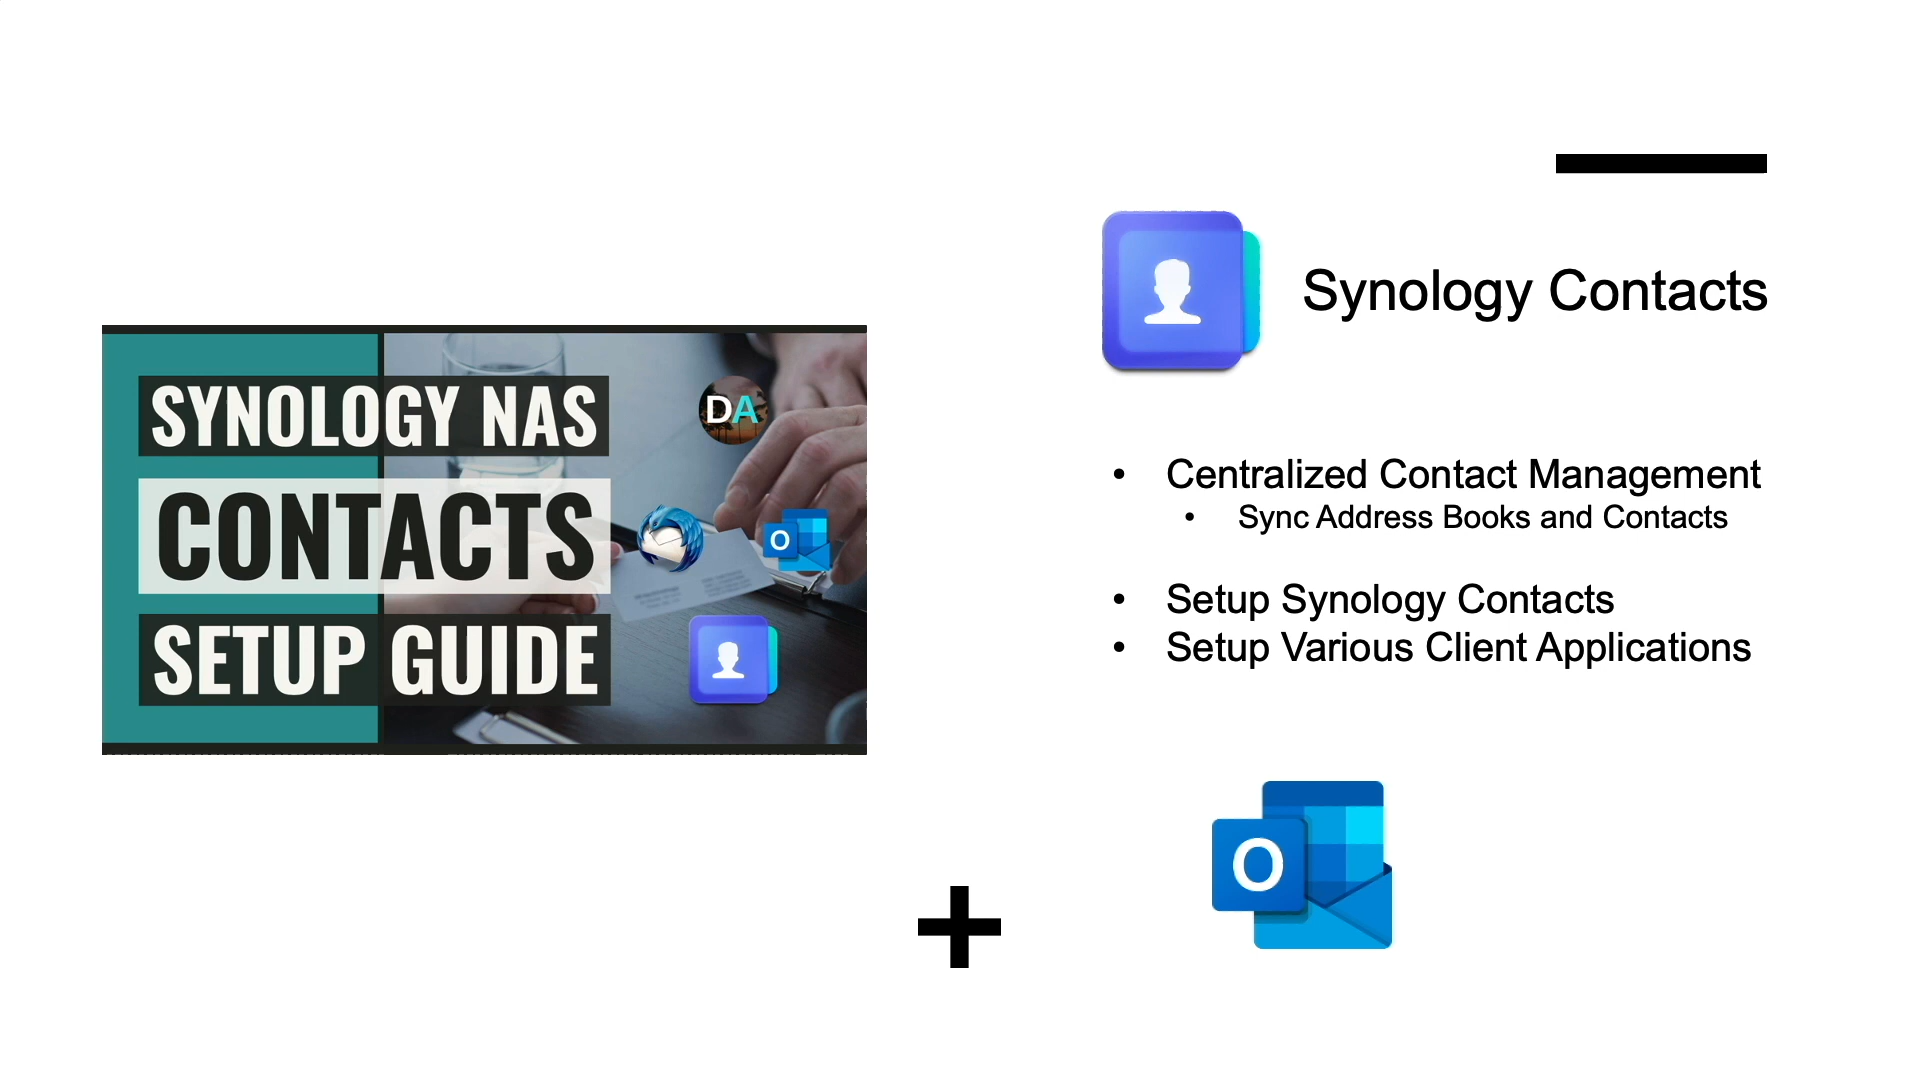 SYNOLOGY NAS
DA
CONTACTS
O
SETUP GUIDE
Synology Contacts
• Centralized Contact Management
• Sync Address Books and Contacts
• Setup Synology Contacts
• Setup Various Client Applications
O